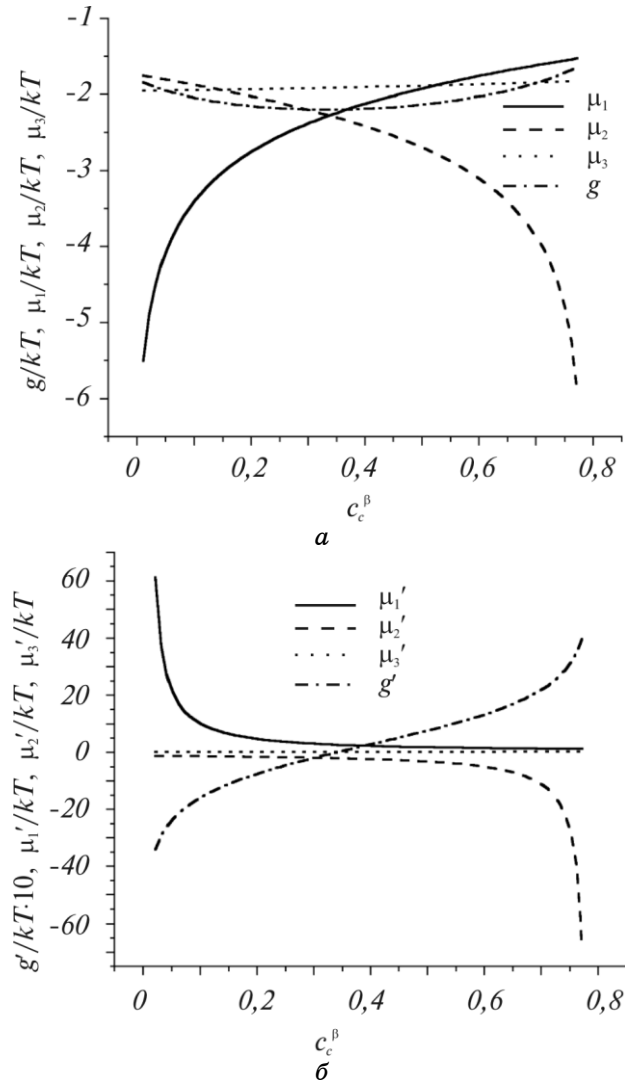 g/kT, μ₁/kT, μ₂/kT, μ₃/kT
-1
-2
-3
-4
-5
-6
μ₁
μ₂
μ₃
g
0 0,2 0,4 0,6 0,8
c_c^β
а
g'/kT·10, μ₁'/kT, μ₂'/kT, μ₃'/kT
60
40
20
0
-20
-40
-60
μ₁'
μ₂'
μ₃'
g'
0 0,2 0,4 0,6 0,8
c_c^β
б